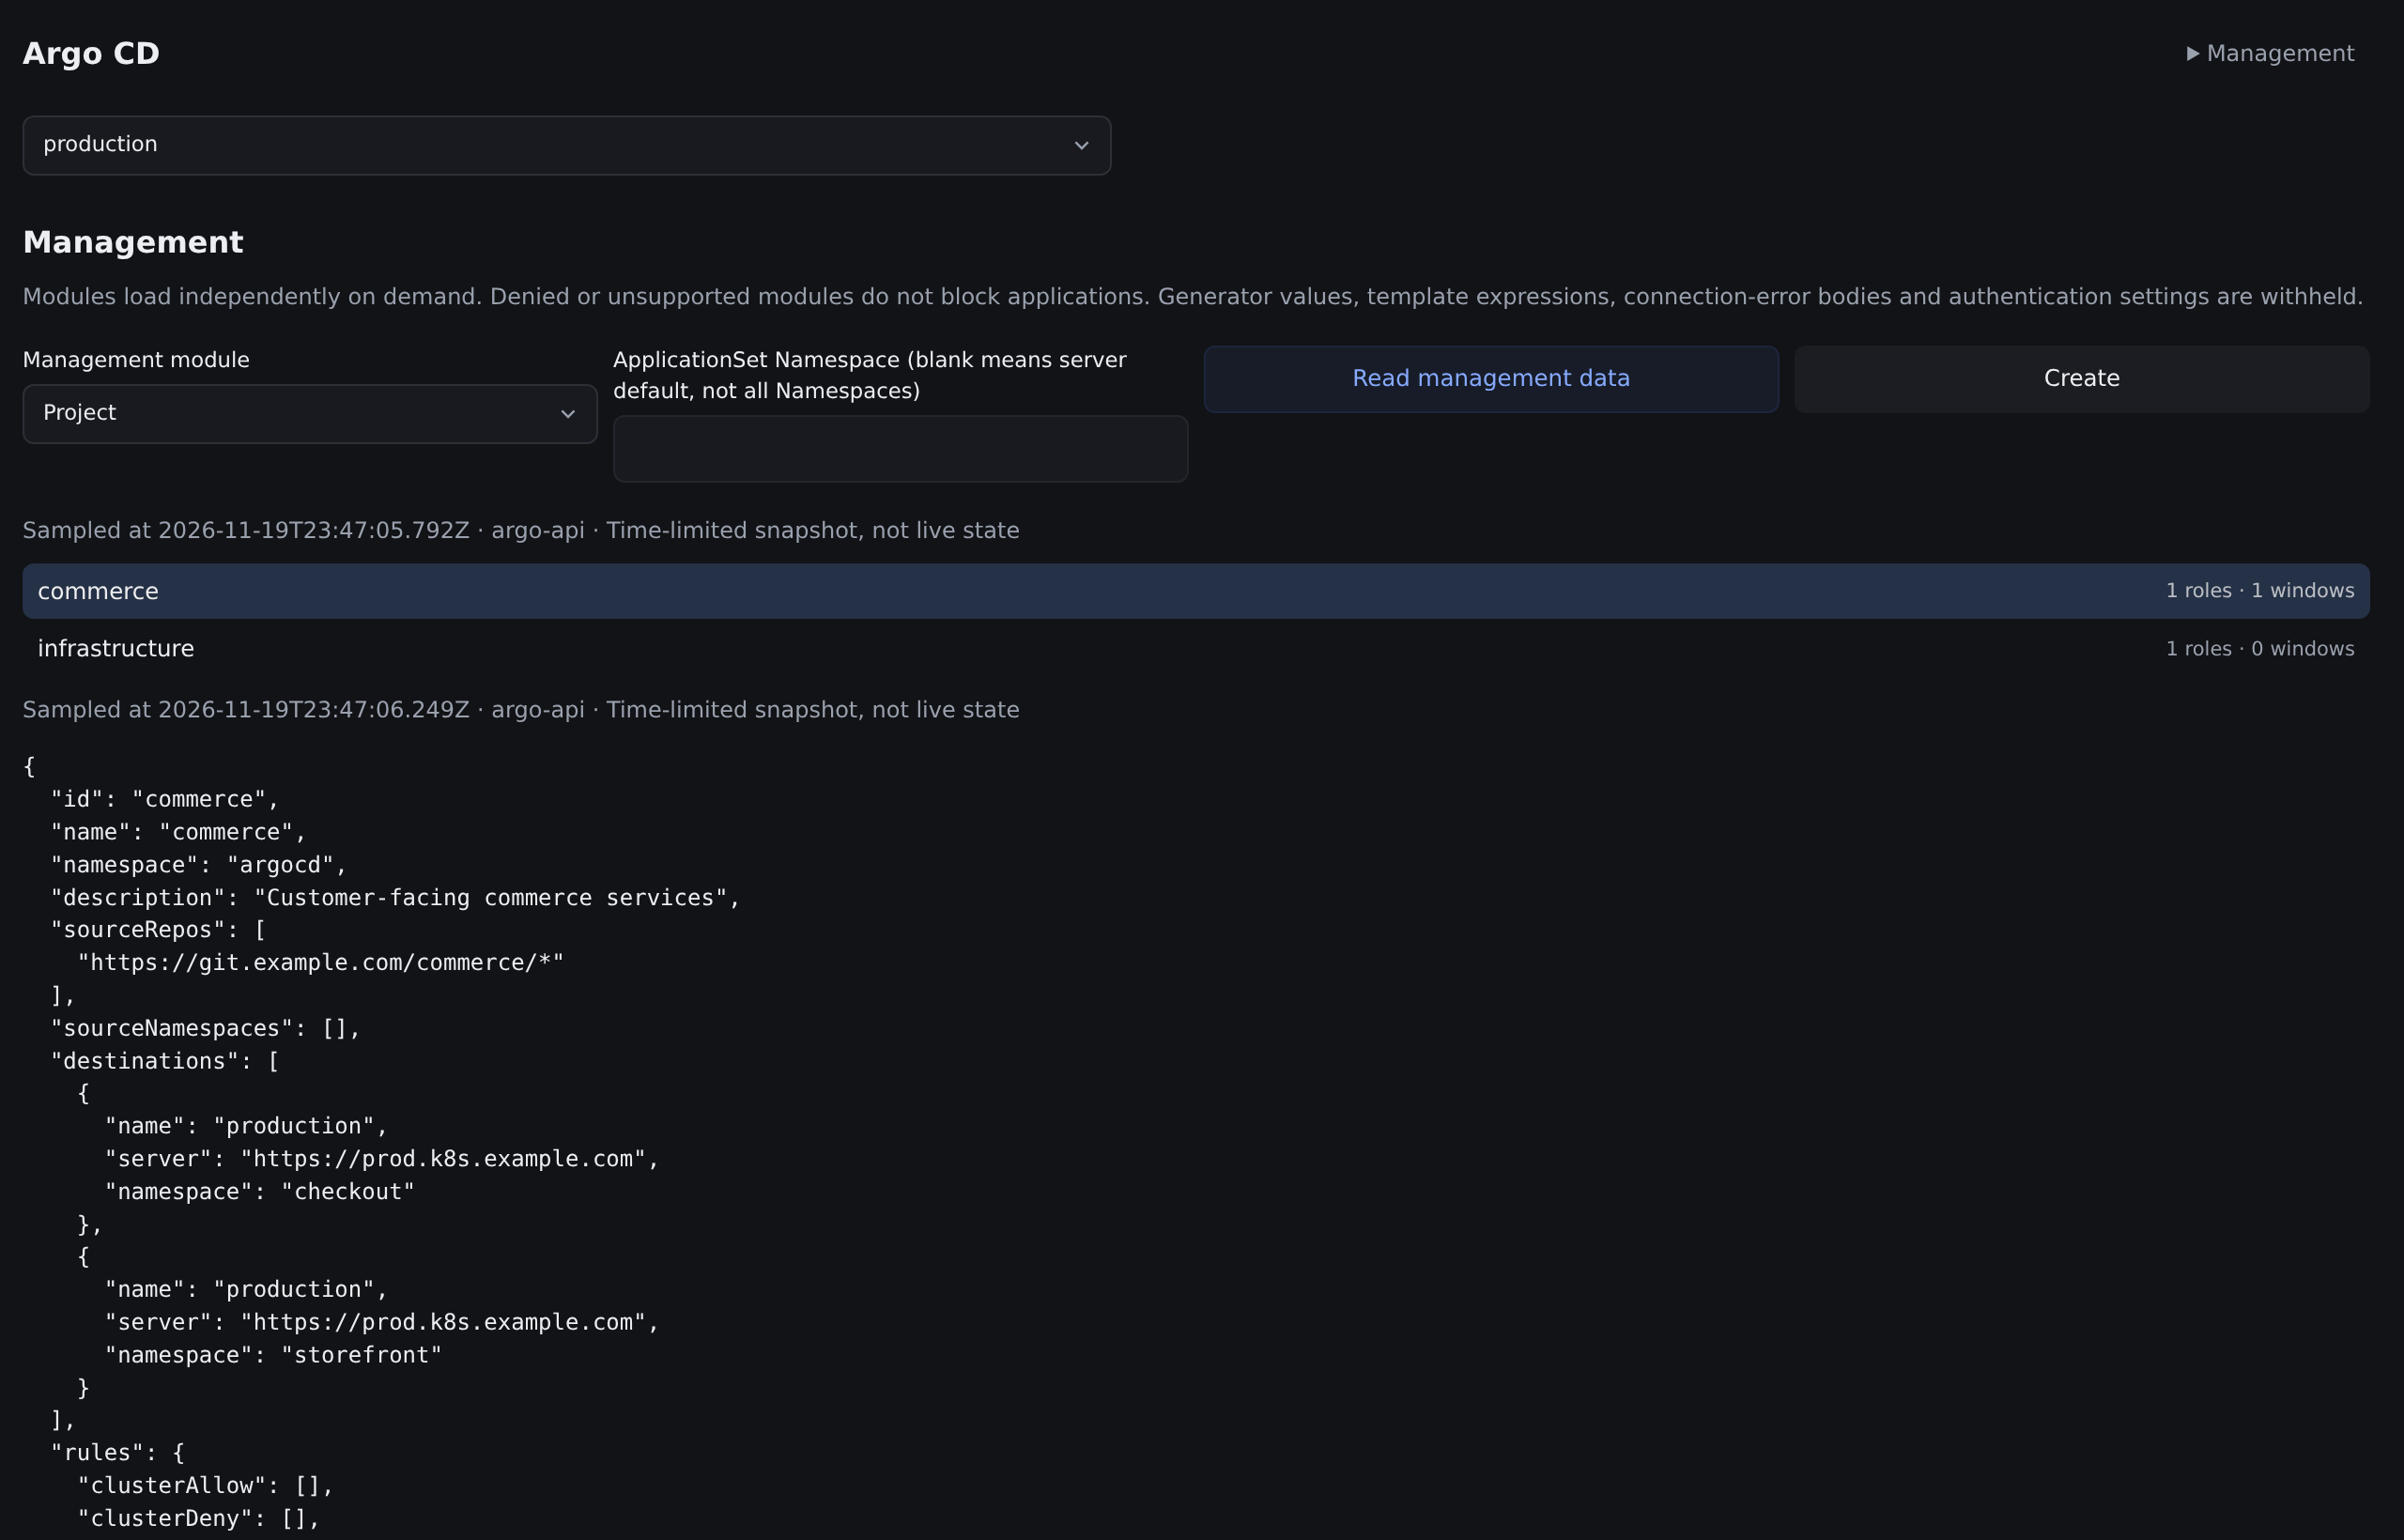 Argo CD
Management
production
Management
Modules load independently on demand. Denied or unsupported modules do not block applications. Generator values, template expressions, connection-error bodies and authentication settings are withheld.
Management module
Project
ApplicationSet Namespace (blank means server
default, not all Namespaces)
Read management data
Create
Sampled at 2026-11-19T23:47:05.792Z · argo-api · Time-limited snapshot, not live state
commerce
1 roles · 1 windows
infrastructure
1 roles · 0 windows
Sampled at 2026-11-19T23:47:06.249Z · argo-api · Time-limited snapshot, not live state
{
  "id": "commerce",
  "name": "commerce",
  "namespace": "argocd",
  "description": "Customer-facing commerce services",
  "sourceRepos": [
    "https://git.example.com/commerce/*"
  ],
  "sourceNamespaces": [],
  "destinations": [
    {
      "name": "production",
      "server": "https://prod.k8s.example.com",
      "namespace": "checkout"
    },
    {
      "name": "production",
      "server": "https://prod.k8s.example.com",
      "namespace": "storefront"
    }
  ],
  "rules": {
    "clusterAllow": [],
    "clusterDeny": [],